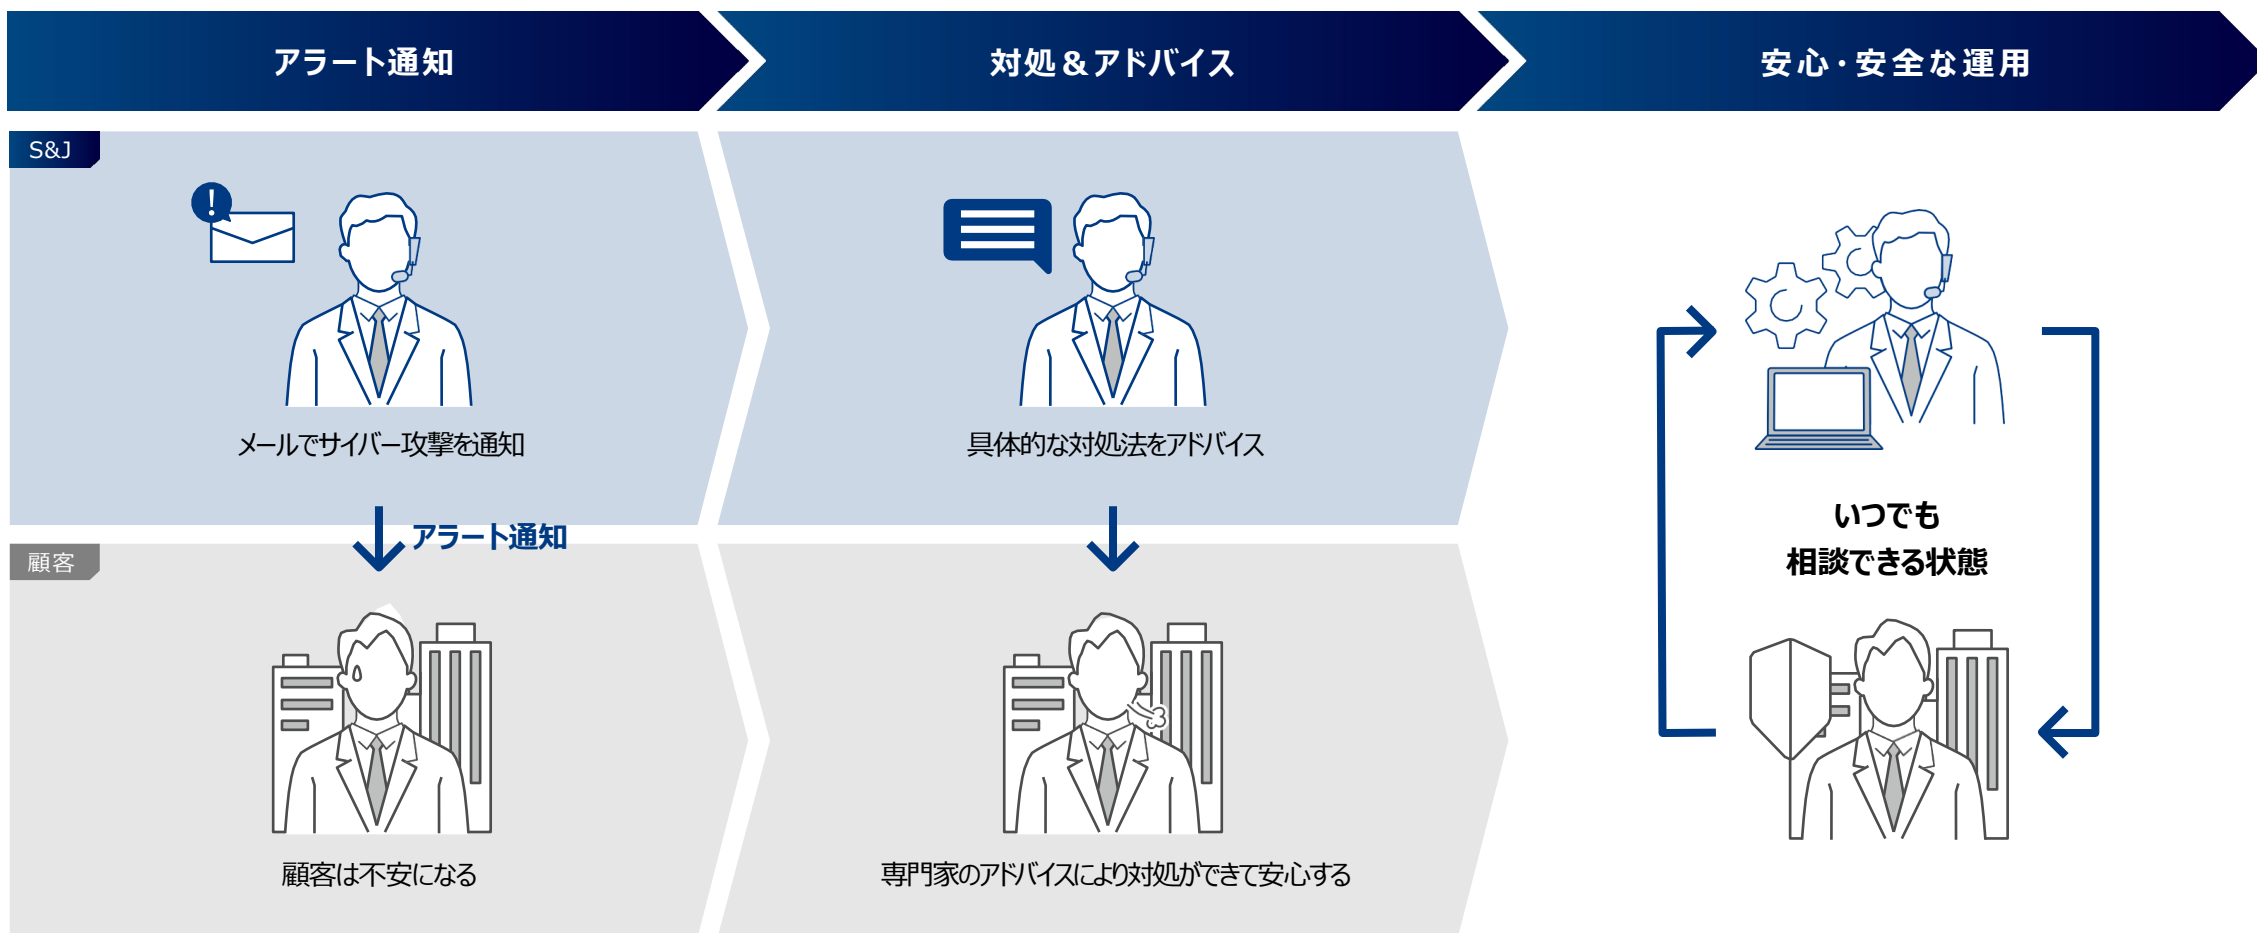 アラート通知
対処＆アドバイス
安心・安全な運用
S&J
メールでサイバー攻撃を通知
具体的な対処法をアドバイス
アラート通知
いつでも
相談できる状態
顧客
顧客は不安になる
専門家のアドバイスにより対処ができて安心する